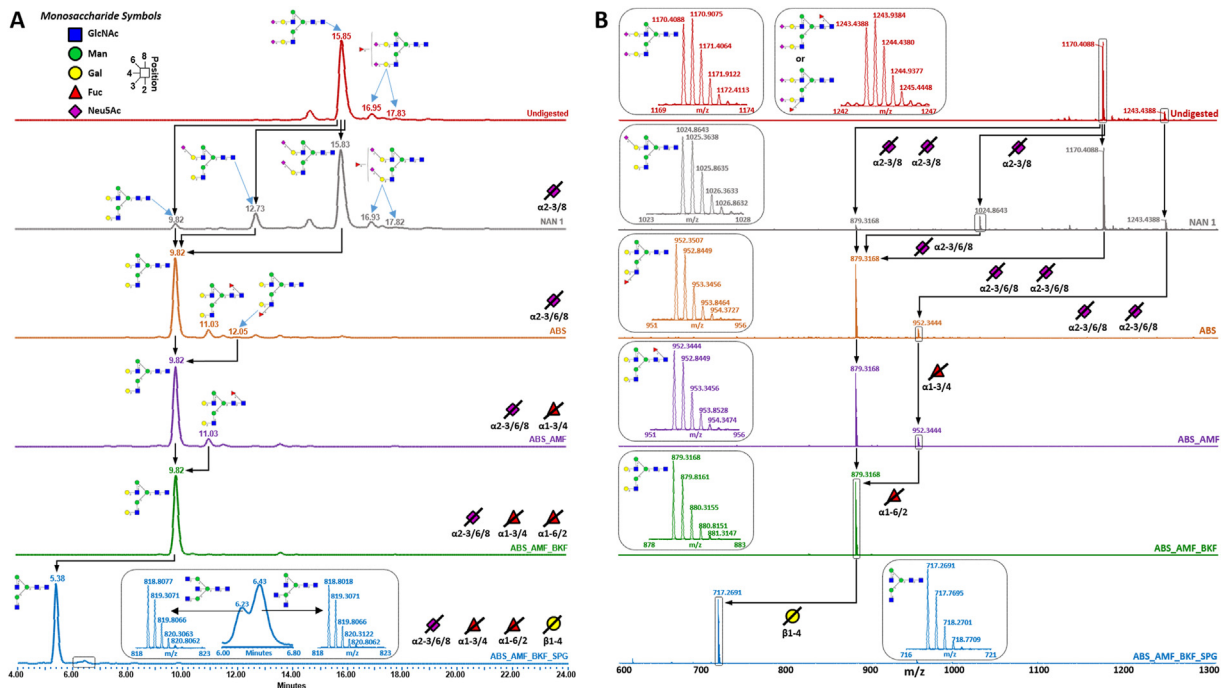 A
Monosaccharide Symbols
GlcNAc
Man
Gal
Fuc
Neu5Ac
6 8
4
3 2
Position
15.85
16.95
17.83
Undigested
9.82
12.73
15.83
16.93
17.82
α2-3/8
NAN 1
9.82
11.03
12.05
α2-3/6/8
ABS
9.82
11.03
α2-3/6/8 α1-3/4
ABS_AMF
9.82
α2-3/6/8 α1-3/4 α1-6/2
ABS_AMF_BKF
5.38
818.8077
819.3071
819.8066
820.3063
820.8062
818 823
m/z
6.23
6.43
6.00 6.80
Minutes
818.8018
819.3071
819.8066
820.3122
820.8062
818 823
m/z
α2-3/6/8 α1-3/4 α1-6/2 β1-4
ABS_AMF_BKF_SPG
4.00 6.00 8.00 10.00 12.00 14.00 16.00 18.00 20.00 22.00 24.00
Minutes
B
1170.4088
1170.9075
1171.4064
1171.9122
1172.4113
1169 1174
m/z
or
1243.4388
1243.9384
1244.4380
1244.9377
1245.4448
1242 1247
m/z
1170.4088
1243.4388
Undigested
α2-3/8 α2-3/8
α2-3/8
1024.8643
1025.3638
1025.8635
1026.3633
1026.8632
1023 1028
m/z
879.3168
1024.8643
1170.4088
1243.4388
NAN 1
α2-3/6/8
α2-3/6/8 α2-3/6/8
α2-3/6/8 α2-3/6/8
952.3507
952.8449
953.3456
953.8464
954.3727
951 956
m/z
879.3168
952.3444
ABS
α1-3/4
952.3444
952.8449
953.3456
953.8528
954.3474
951 956
m/z
879.3168
952.3444
ABS_AMF
α1-6/2
879.3168
879.8161
880.3155
880.8151
881.3147
878 883
m/z
879.3168
ABS_AMF_BKF
β1-4
717.2691
717.2691
717.7695
718.2701
718.7709
716 721
m/z
ABS_AMF_BKF_SPG
600 700 800 900 1000 1100 1200 1300
m/z